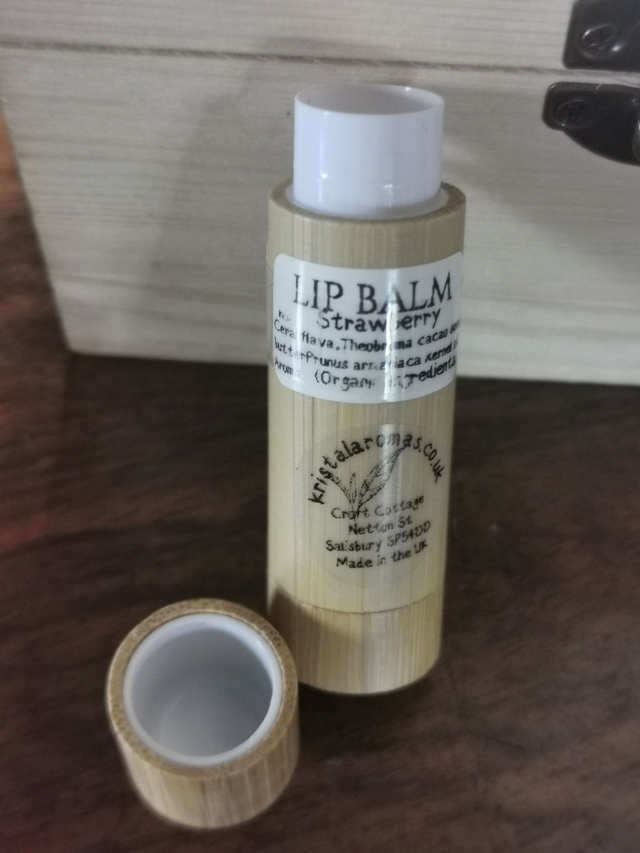 LIP BALM
Strawberry
Cera flava, Theobroma cacao
butter Prunus armeniaca Kernel
Aroma (Organic ingredients
kristalaromas.co.uk
Croft Cottage
Netton St
Salisbury SP54DD
Made in the UK